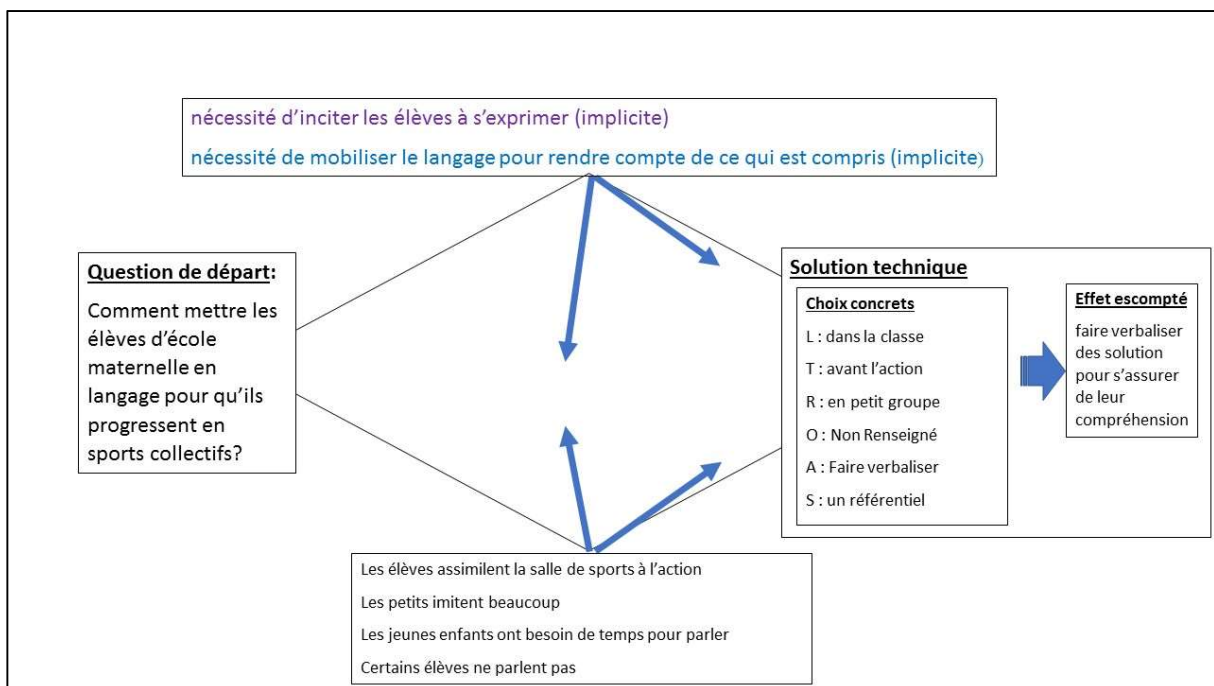 nécessité d'inciter les élèves à s'exprimer (implicite)
nécessité de mobiliser le langage pour rendre compte de ce qui est compris (implicite)
Question de départ:
Comment mettre les
élèves d'école
maternelle en
langage pour qu'ils
progressent en
sports collectifs?
Solution technique
Choix concrets
L : dans la classe
T : avant l'action
R : en petit groupe
O : Non Renseigné
A : Faire verbaliser
S : un référentiel
Effet escompté
faire verbaliser
des solution
pour s'assurer
de leur
compréhension
Les élèves assimilent la salle de sports à l'action
Les petits imitent beaucoup
Les jeunes enfants ont besoin de temps pour parler
Certains élèves ne parlent pas